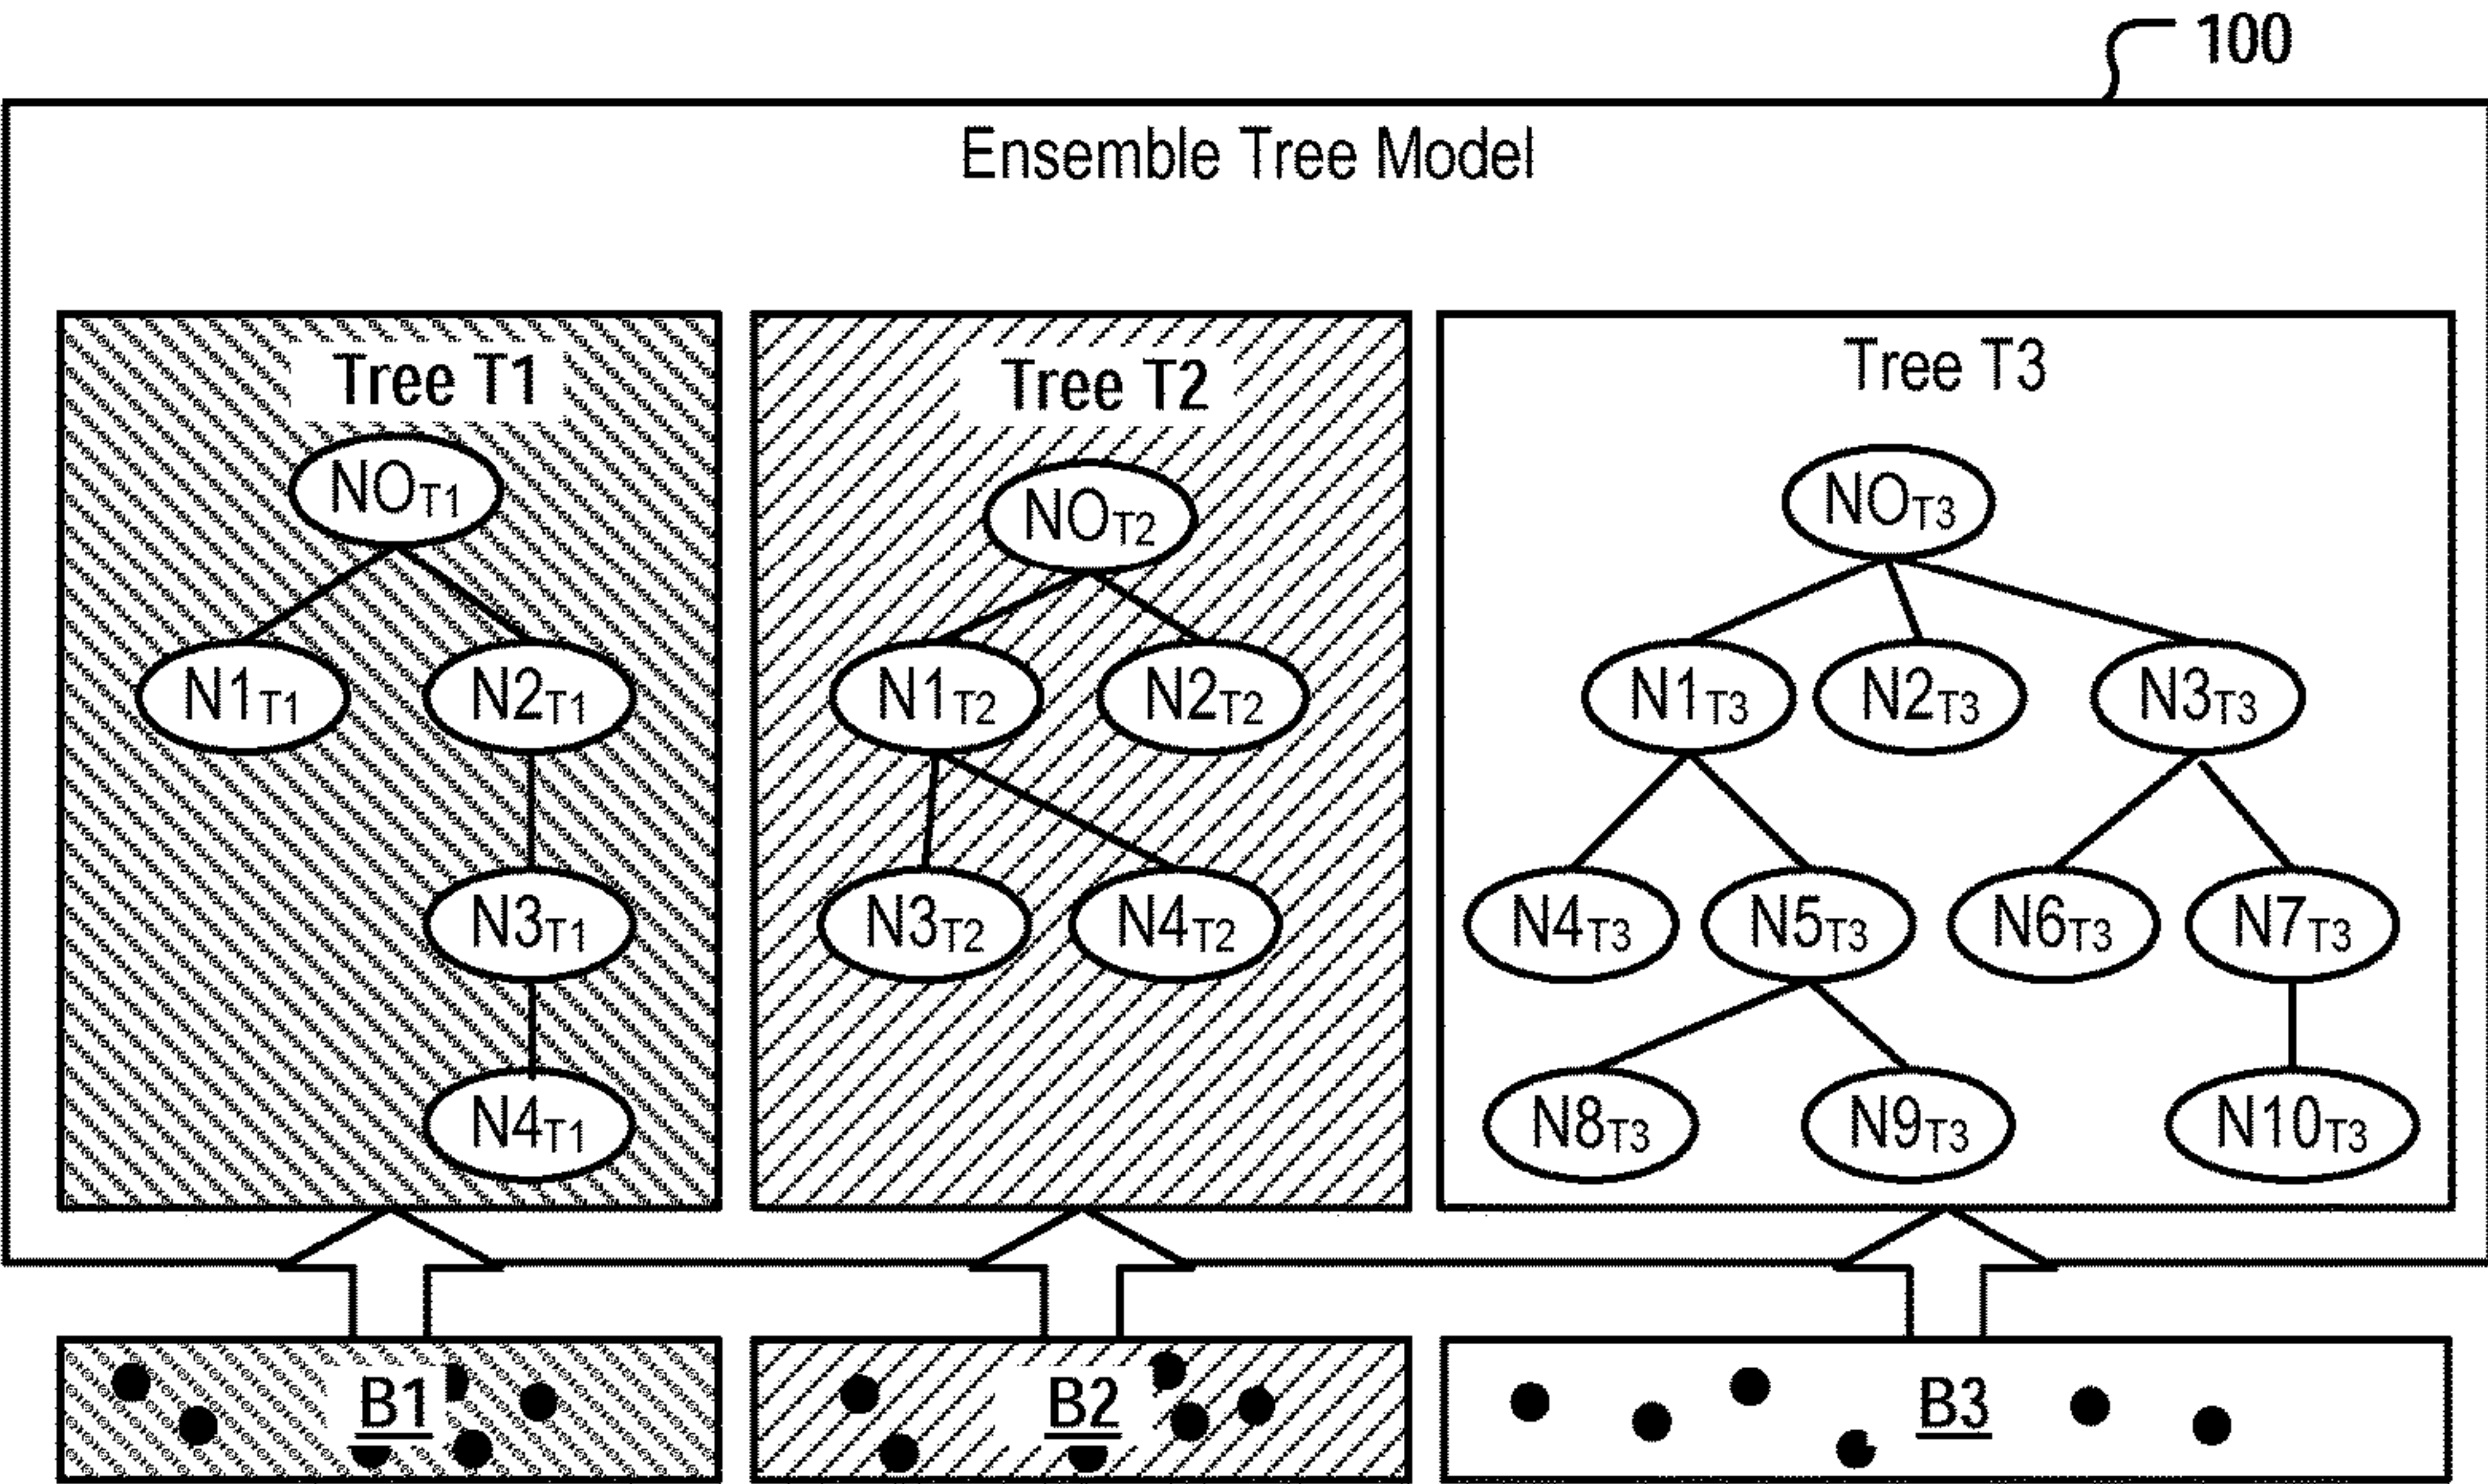 100
Ensemble Tree Model
Tree T1
NOT1
N1T1 N2T1
N3T1
N4T1
Tree T2
NOT2
N1T2 N2T2
N3T2 N4T2
Tree T3
NOT3
N1T3 N2T3 N3T3
N4T3 N5T3 N6T3 N7T3
N8T3 N9T3 N10T3
B1 B2 B3